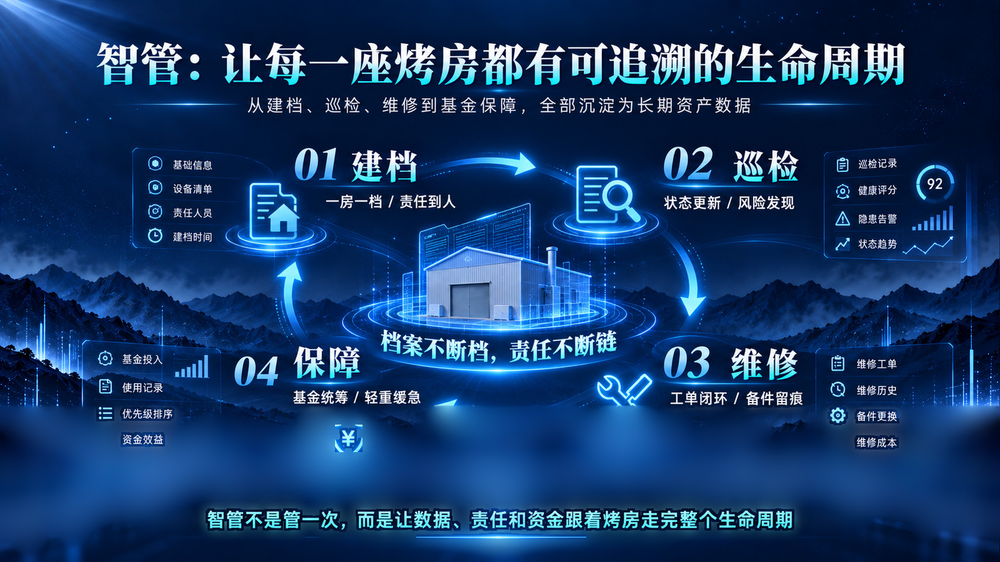 智管：让每一座烤房都有可追溯的生命周期
从建档、巡检、维修到基金保障，全部沉淀为长期资产数据
01 建档
一房一档 / 责任到人
基础信息
设备清单
责任人员
建档时间
02 巡检
状态更新 / 风险发现
巡检记录
健康评分
92
隐患告警
状态趋势
档案不断档，责任不断链
03 维修
工单闭环 / 备件留痕
维修工单
维修历史
备件更换
维修成本
04 保障
基金统筹 / 轻重缓急
基金投入
使用记录
优先级排序
资金效益
¥
智管不是管一次，而是让数据、责任和资金跟着烤房走完整个生命周期